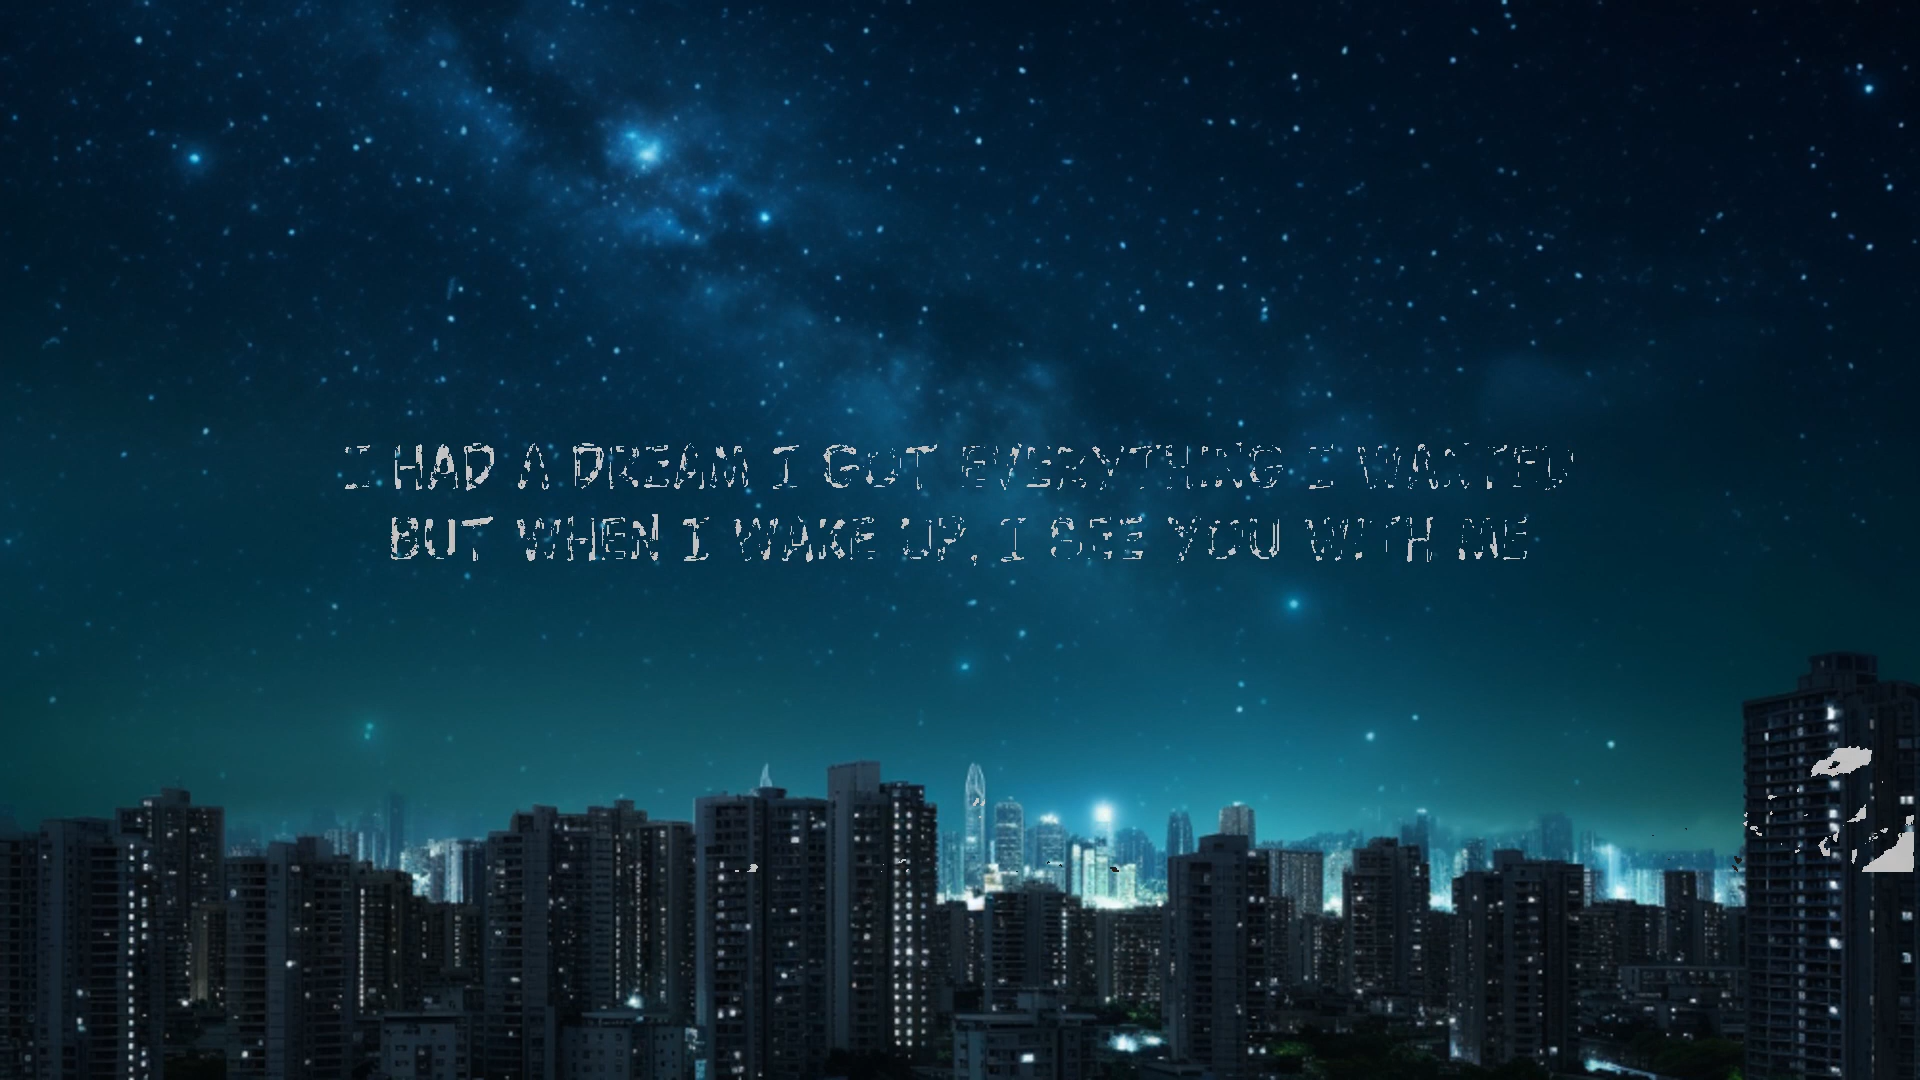 I HAD A DREAM I GOT EVERYTHING I WANTED
BUT WHEN I WAKE UP, I SEE YOU WITH ME